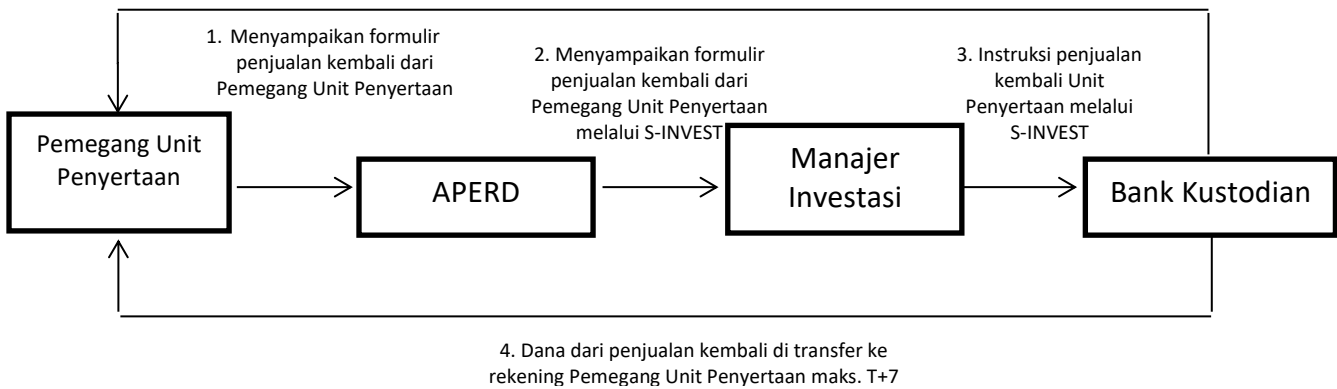 1. Menyampaikan formulir
penjualan kembali dari
Pemegang Unit Penyertaan
2. Menyampaikan formulir
penjualan kembali dari
Pemegang Unit Penyertaan
melalui S-INVEST
3. Instruksi penjualan
kembali Unit
Penyertaan melalui
S-INVEST
Pemegang Unit
Penyertaan
APERD
Manajer
Investasi
Bank Kustodian
4. Dana dari penjualan kembali di transfer ke
rekening Pemegang Unit Penyertaan maks. T+7